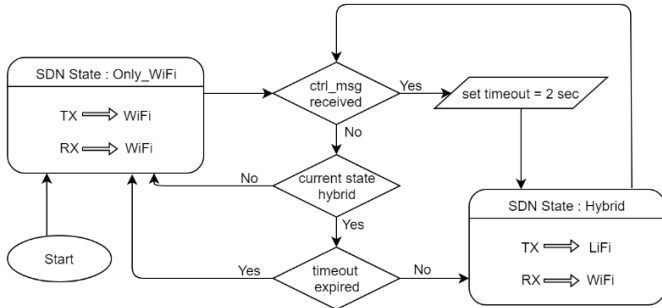 SDN State : Only_WiFi
TX WiFi
RX WiFi
Start
ctrl_msg
received
Yes
No
set timeout = 2 sec
current state
hybrid
No
Yes
timeout
expired
Yes
No
SDN State : Hybrid
TX LiFi
RX WiFi